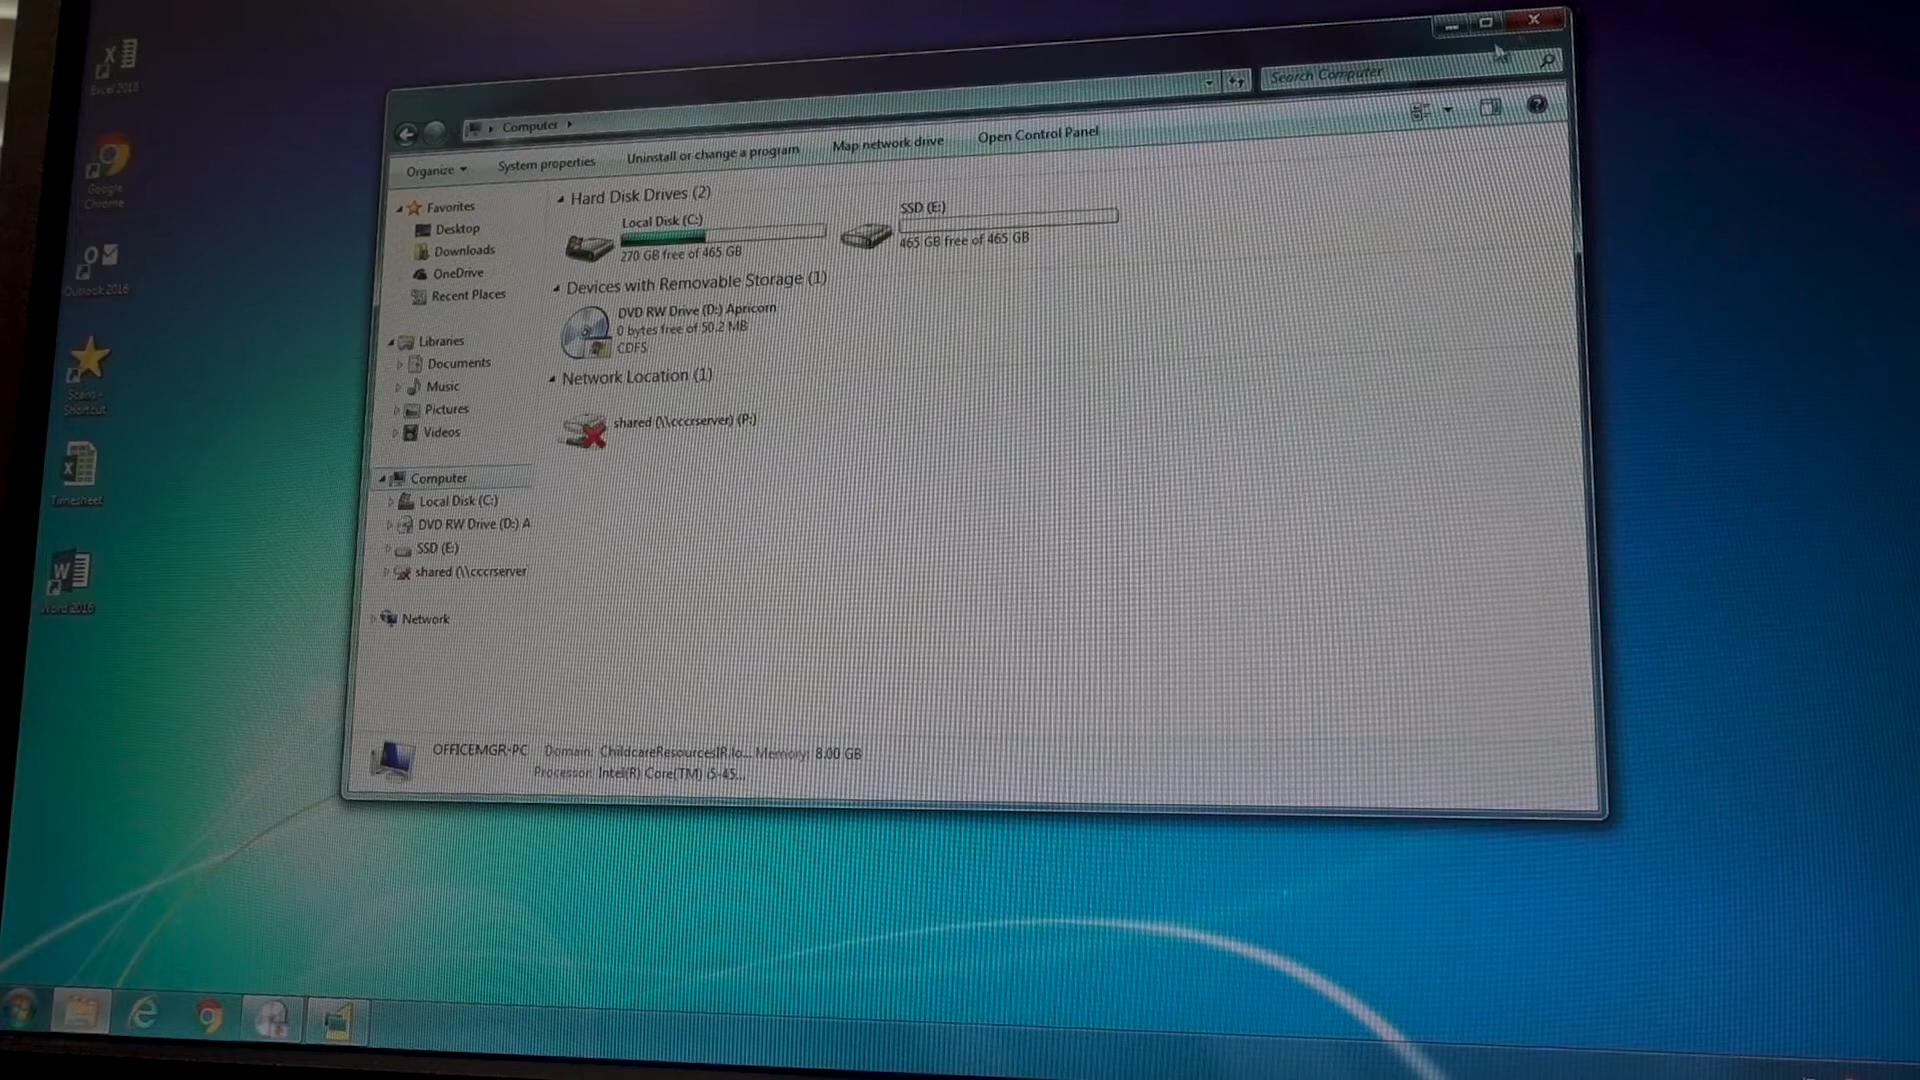 Excel 2016
Google
Chrome
Outlook 2016
Scans -
Shortcut
Timesheet
Word 2016
Computer
Search Computer
Organize
System properties
Uninstall or change a program
Map network drive
Open Control Panel
Favorites
Desktop
Downloads
OneDrive
Recent Places
Libraries
Documents
Music
Pictures
Videos
Computer
Local Disk (C:)
DVD RW Drive (D:) A
SSD (E:)
shared (\\cccrserver
Network
Hard Disk Drives (2)
Local Disk (C:)
270 GB free of 465 GB
SSD (E:)
465 GB free of 465 GB
Devices with Removable Storage (1)
DVD RW Drive (D:) Apricorn
0 bytes free of 50.2 MB
CDFS
Network Location (1)
shared (\\cccrserver) (P:)
OFFICEMGR-PC Domain: ChildcareResourcesIR.lo... Memory: 8.00 GB
Processor: Intel(R) Core(TM) i5-45...